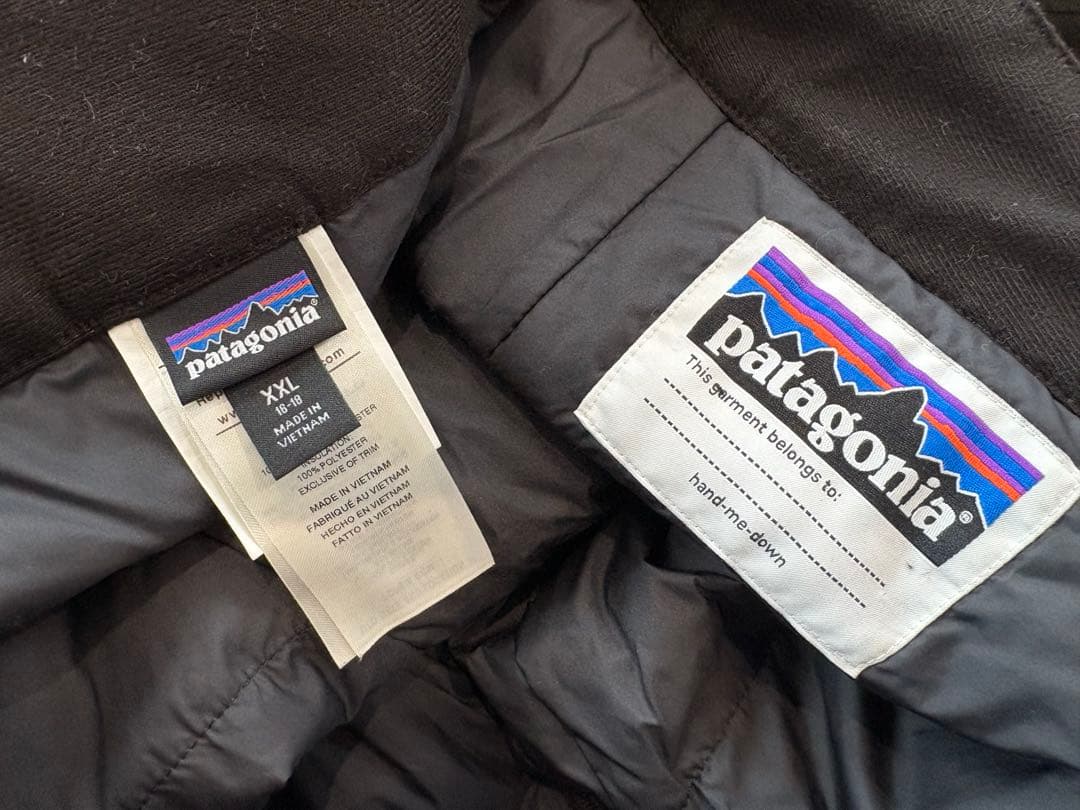 patagonia®
XXL
16-18
MADE IN
VIETNAM
INSULATION:
100% POLYESTER
EXCLUSIVE OF TRIM
MADE IN VIETNAM
FABRIQUÉ AU VIETNAM
HECHO EN VIETNAM
FATTO IN VIETNAM
patagonia®
This garment belongs to:
hand-me-down